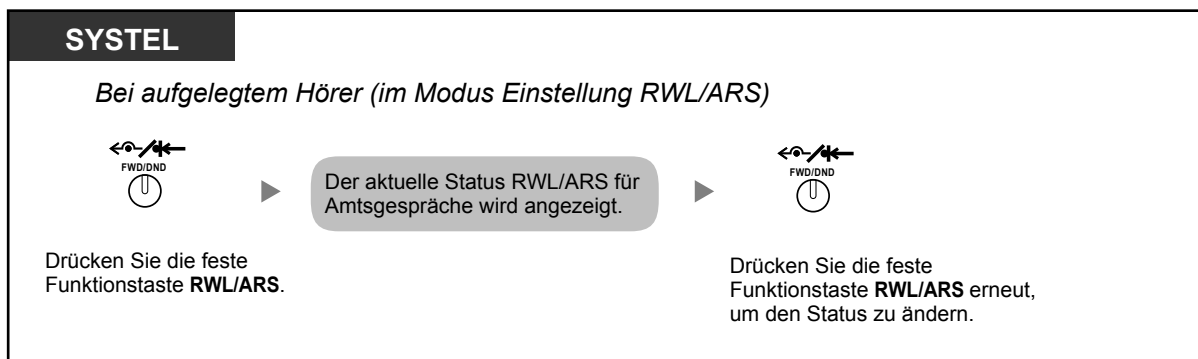 SYSTEL
Bei aufgelegtem Hörer (im Modus Einstellung RWL/ARS)
FWD/DND
Der aktuelle Status RWL/ARS für
Amtsgespräche wird angezeigt.
FWD/DND
Drücken Sie die feste
Funktionstaste RWL/ARS.
Drücken Sie die feste
Funktionstaste RWL/ARS erneut,
um den Status zu ändern.